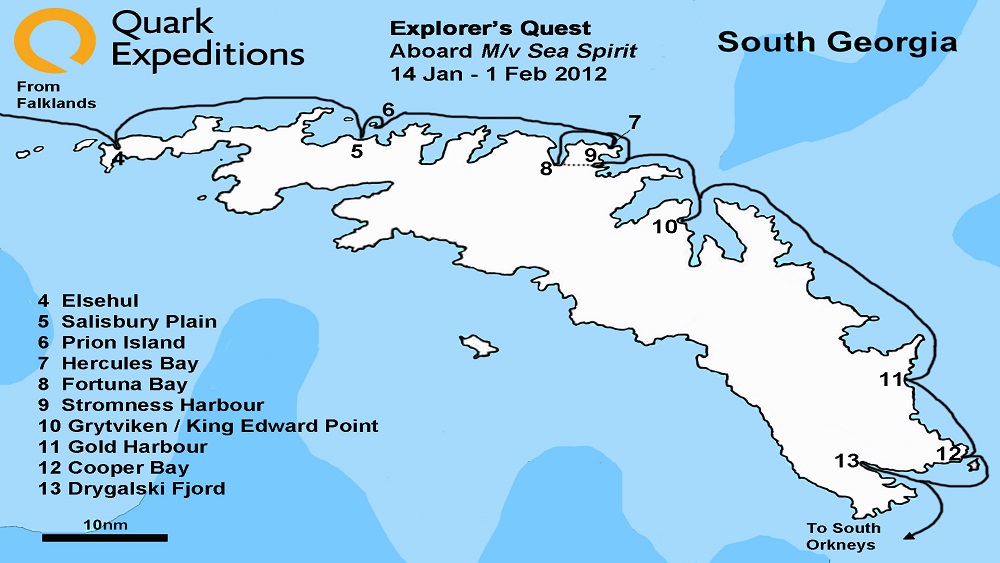 Quark
Expeditions
Explorer's Quest
Aboard M/v Sea Spirit
14 Jan - 1 Feb 2012
South Georgia
From
Falklands
4
5
6
7
8
9
10
11
12
13
4 Elsehul
5 Salisbury Plain
6 Prion Island
7 Hercules Bay
8 Fortuna Bay
9 Stromness Harbour
10 Grytviken / King Edward Point
11 Gold Harbour
12 Cooper Bay
13 Drygalski Fjord
10nm
To South
Orkneys